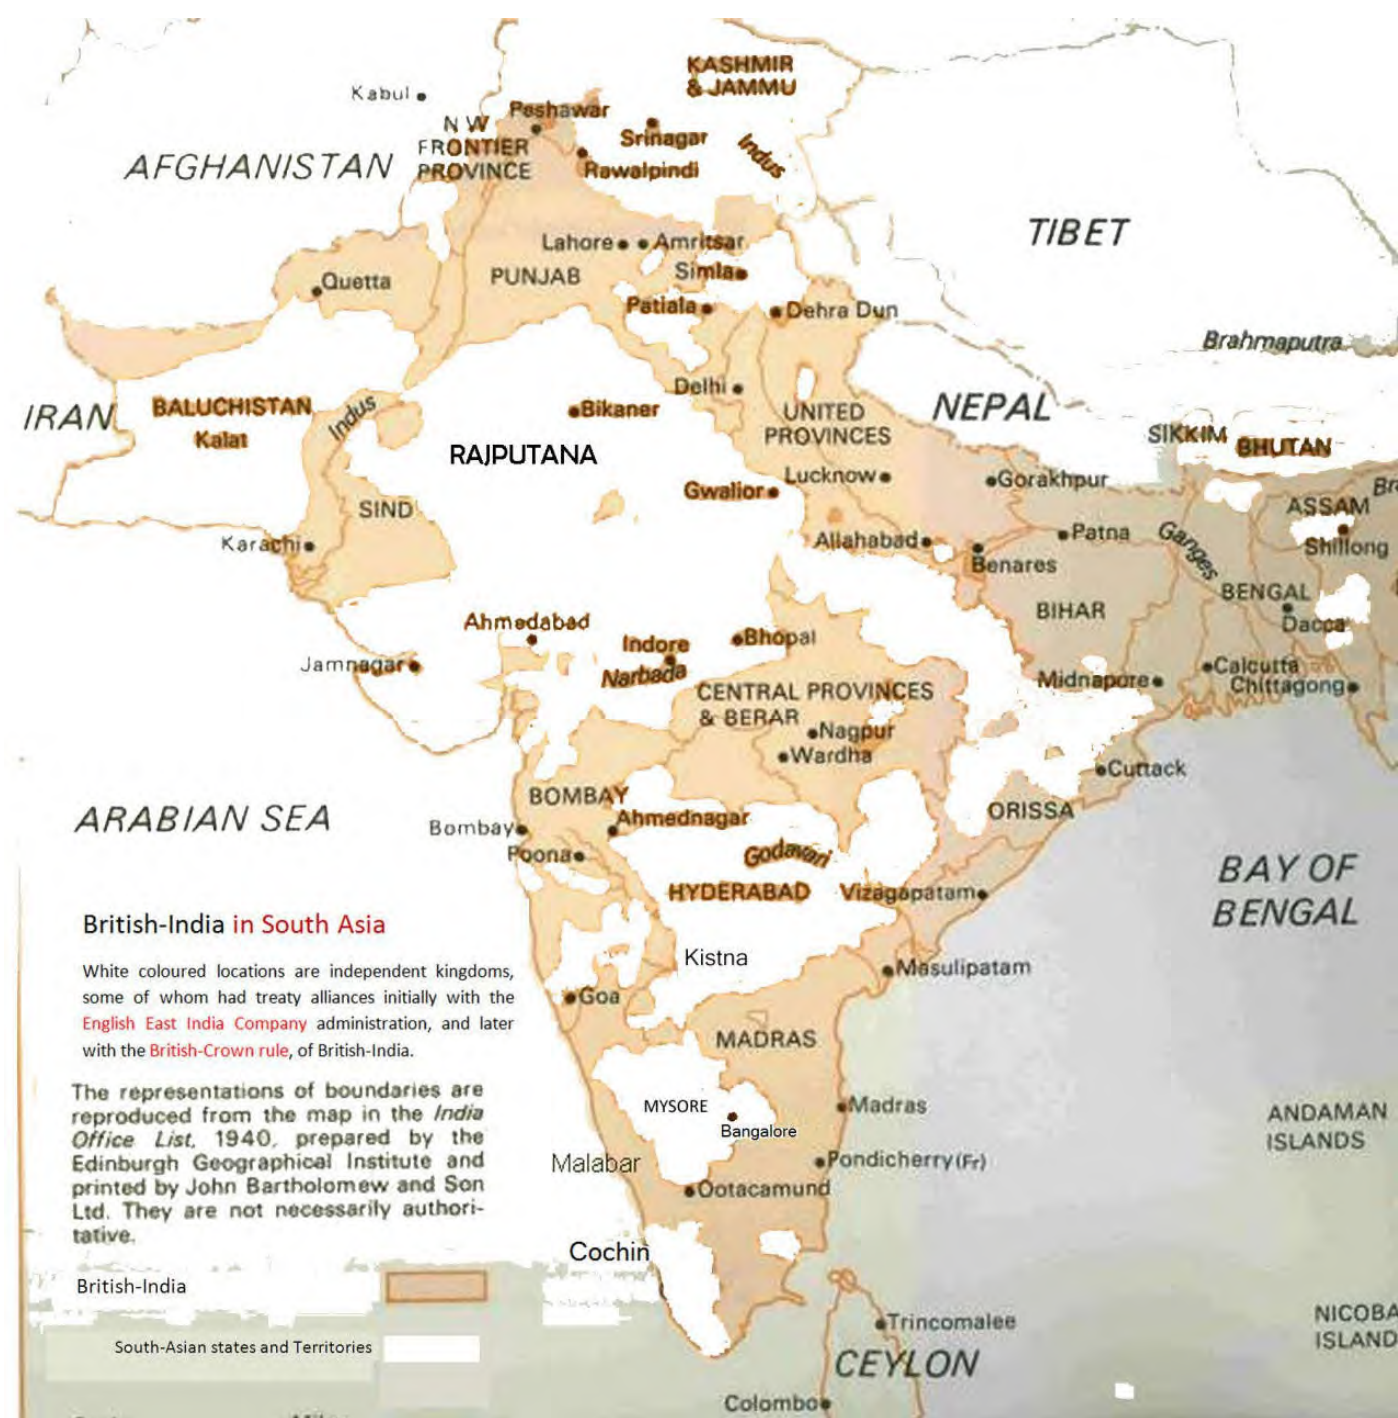 KASHMIR
& JAMMU
Kabul
Peshawar
N W
FRONTIER
PROVINCE
Srinagar
Indus
AFGHANISTAN
Rawalpindi
TIBET
Lahore
Amritsar
Simla
PUNJAB
Quetta
Patiala
Dehra Dun
Brahmaputra
Delhi
IRAN
BALUCHISTAN
Kalat
Indus
Bikaner
UNITED
PROVINCES
NEPAL
SIKKIM
BHUTAN
RAJPUTANA
Lucknow
Gorakhpur
Gwalior
Br
ASSAM
SIND
Karachi
Allahabad
Patna
Ganges
Shillong
Benares
BENGAL
BIHAR
Dacca
Ahmedabad
Indore
Bhopal
Jamnagar
Narbada
Midnapore
Calcutta
Chittagong
CENTRAL PROVINCES
& BERAR
Nagpur
Wardha
Cuttack
BOMBAY
ORISSA
ARABIAN SEA
Bombay
Ahmednagar
Poona
Godavari
BAY OF
BENGAL
HYDERABAD
Vizagapatam
British-India in South Asia
Kistna
Masulipatam
White coloured locations are independent kingdoms,
some of whom had treaty alliances initially with the
English East India Company administration, and later
with the British-Crown rule, of British-India.
Goa
MADRAS
The representations of boundaries are
reproduced from the map in the India
Office List, 1940, prepared by the
Edinburgh Geographical Institute and
printed by John Bartholomew and Son
Ltd. They are not necessarily authori-
tative.
MYSORE
Bangalore
Madras
ANDAMAN
ISLANDS
Malabar
Pondicherry (Fr)
Ootacamund
Cochin
British-India
Trincomalee
NICOBA
ISLAND
South-Asian states and Territories
CEYLON
Colombo